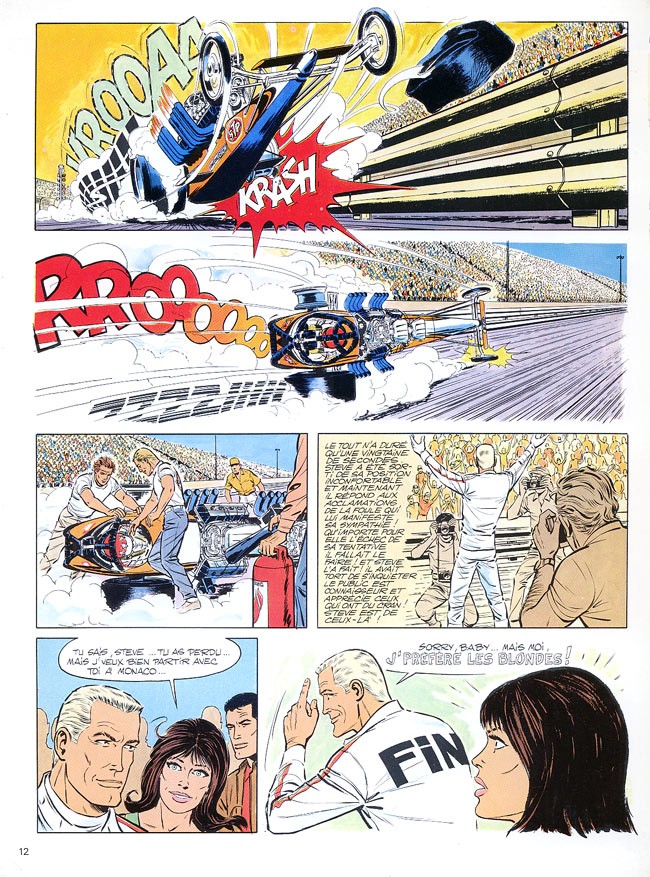 VROOAA
STP
KRASH
RROOOOOOO
LE TOUT N'A DURÉ
QU'UNE VINGTAINE
DE SECONDES.
STEVE A ÉTÉ SOR-
TI DE SA POSITION
INCONFORTABLE
ET MAINTENANT
IL RÉPOND AUX
ACCLAMATIONS
DE LA FOULE QUI
LUI MANIFESTE
SA SYMPATHIE!
QU'IMPORTE POUR
ELLE L'ÉCHEC DE
SA TENTATIVE
IL FALLAIT LE
FAIRE! ET STEVE
L'A FAIT! IL AVAIT
TORT DE S'INQUIETER
LE PUBLIC EST
CONNAISSEUR ET
APPRÉCIE CEUX
QUI ONT DU CRAN!
STEVE EST DE
CEUX-LÀ!
TU SAIS, STEVE ... TU AS PERDU...
MAIS J'VEUX BIEN PARTIR AVEC
TOI À MONACO...
SORRY, BABY... MAIS MOI,
J'PRÉFÈRE LES BLONDES!
FIN
12